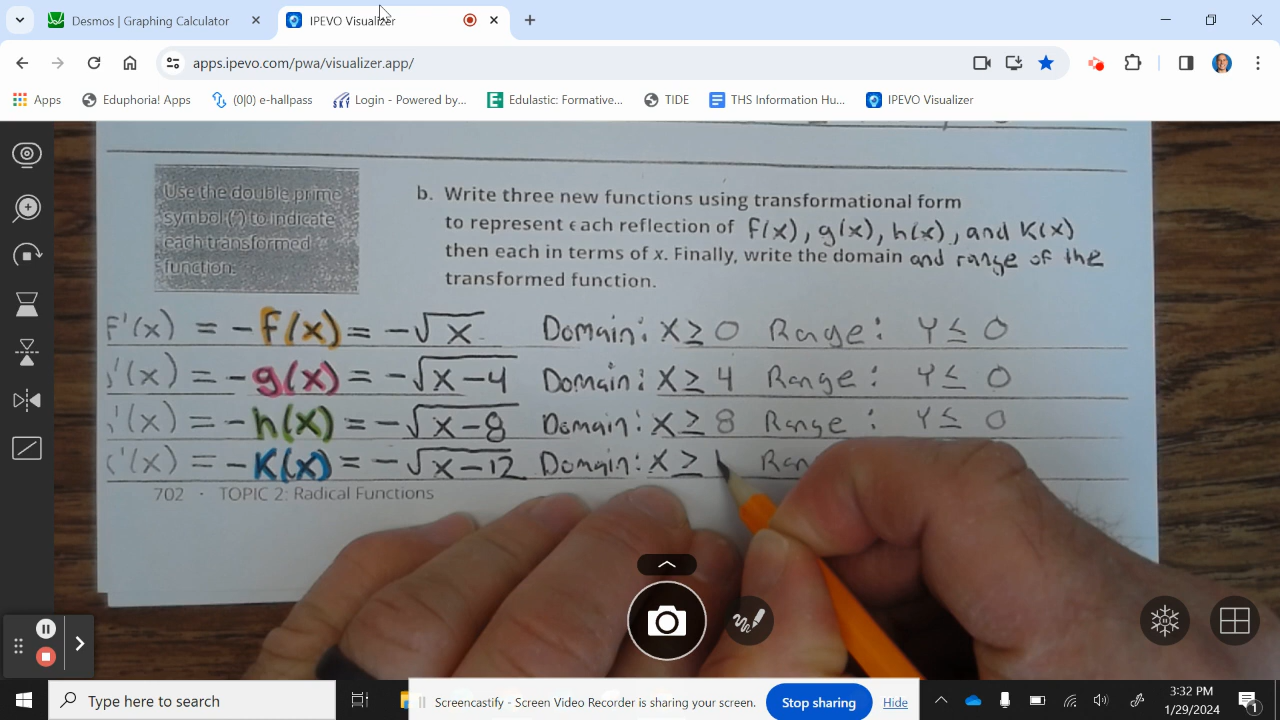 Desmos | Graphing Calculator
IPEVO Visualizer
apps.ipevo.com/pwa/visualizer.app/
Apps
Eduphoria! Apps
(0|0) e-hallpass
Login - Powered by...
Edulastic: Formative...
TIDE
THS Information Hu...
IPEVO Visualizer
Use the double prime
symbol (″) to indicate
each transformed
function.
b. Write three new functions using transformational form
to represent each reflection of f(x), g(x), h(x), and K(x)
then each in terms of x. Finally, write the domain and range of the
transformed function.
F'(x) = -f(x) = -√x Domain: X ≥ 0 Range: Y ≤ 0
'(x) = -g(x) = -√x-4 Domain: X ≥ 4 Range: Y ≤ 0
'(x) = -h(x) = -√x-8 Domain: X ≥ 8 Range: Y ≤ 0
'(x) = -K(x) = -√x-12 Domain: X ≥ 1 Ran
702 · TOPIC 2: Radical Functions
Type here to search
Screencastify - Screen Video Recorder is sharing your screen.
Stop sharing
Hide
3:32 PM
1/29/2024
1